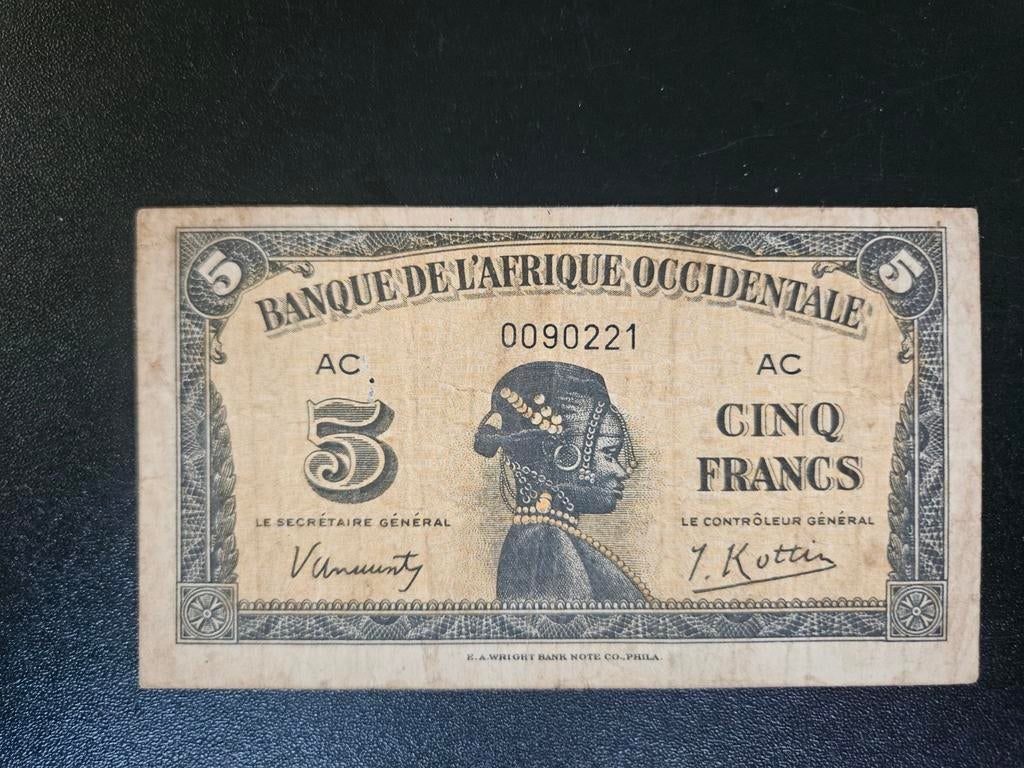 5 5
BANQUE DE L'AFRIQUE OCCIDENTALE
0090221
AC AC
5 CINQ
FRANCS
LE SECRÉTAIRE GÉNÉRAL LE CONTRÔLEUR GÉNÉRAL
E.A.WRIGHT BANK NOTE CO.,PHILA.